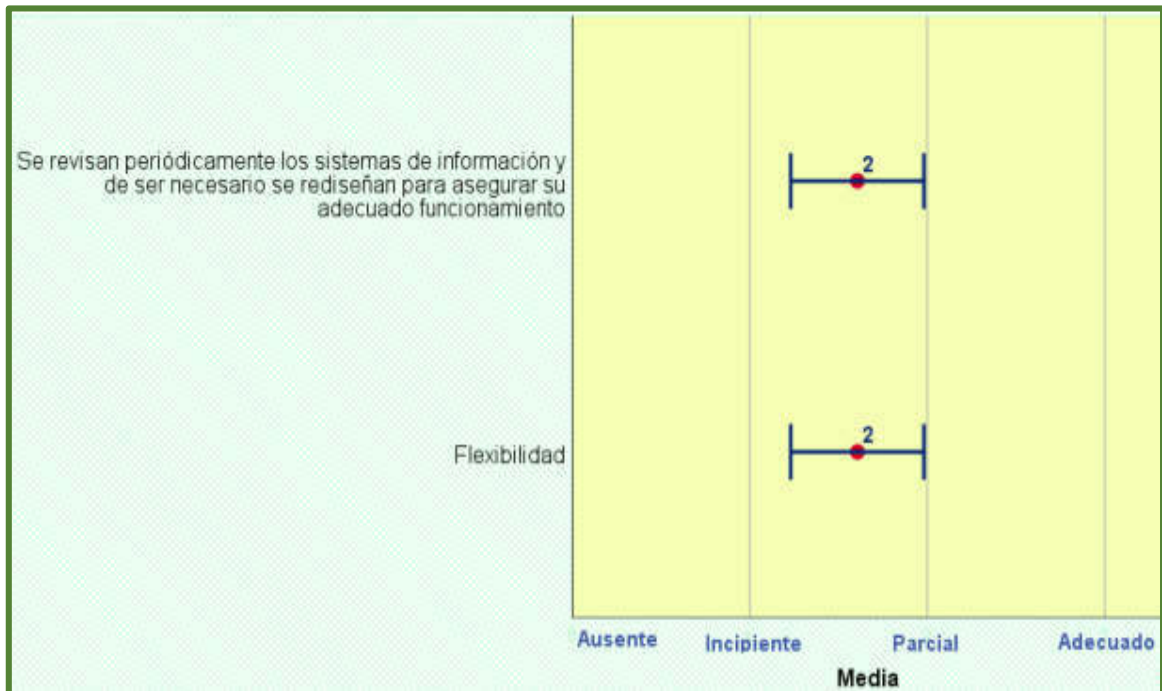 Se revisan periódicamente los sistemas de información y
de ser necesario se rediseñan para asegurar su
adecuado funcionamiento
2
Flexibilidad
2
Ausente
Incipiente
Parcial
Adecuado
Media